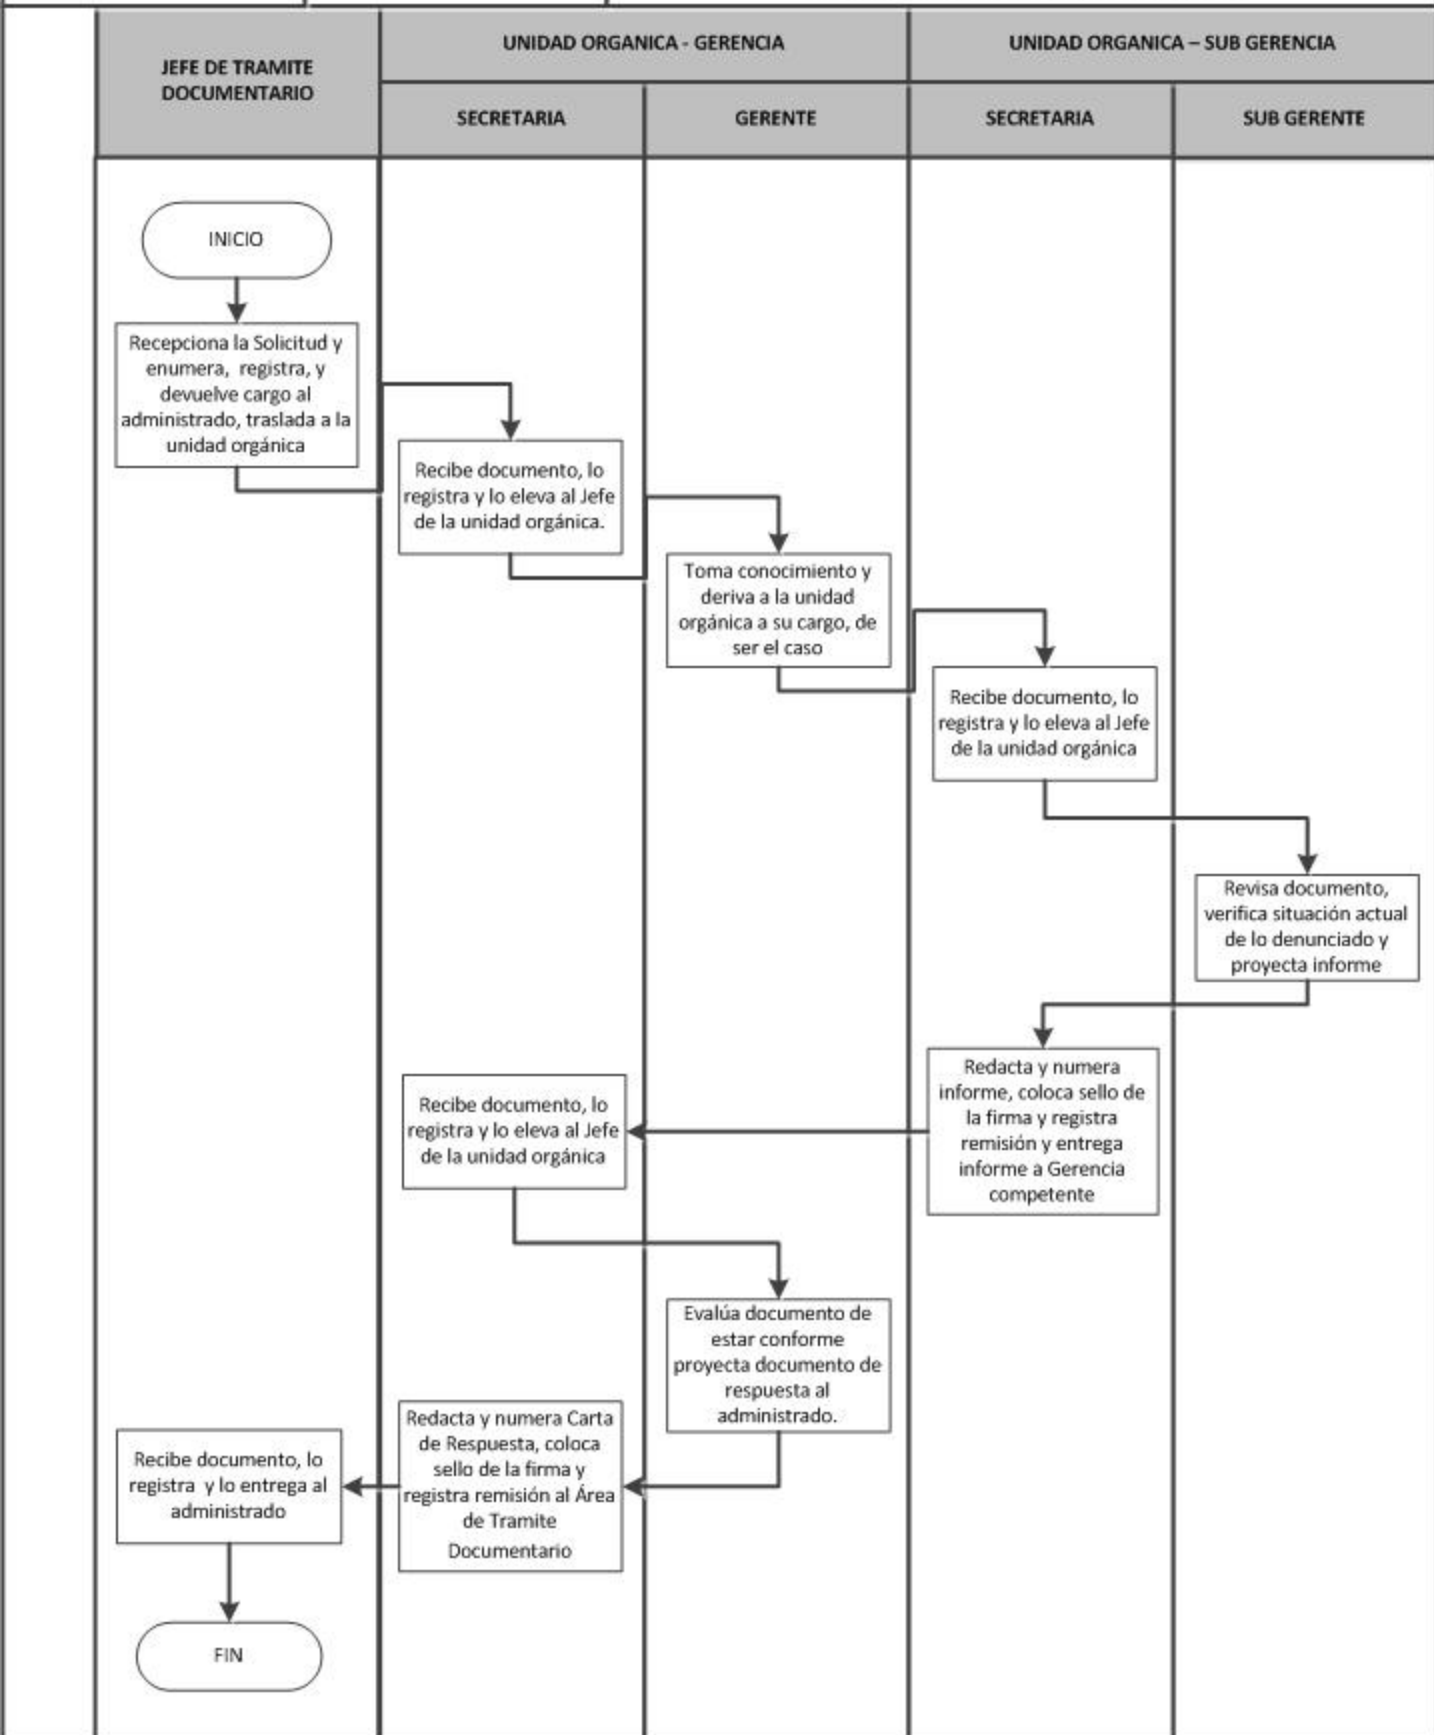 JEFE DE TRAMITE
DOCUMENTARIO
UNIDAD ORGANICA - GERENCIA
UNIDAD ORGANICA – SUB GERENCIA
SECRETARIA
GERENTE
SECRETARIA
SUB GERENTE
INICIO
Recepciona la Solicitud y
enumera, registra, y
devuelve cargo al
administrado, traslada a la
unidad orgánica
Recibe documento, lo
registra y lo eleva al Jefe
de la unidad orgánica.
Toma conocimiento y
deriva a la unidad
orgánica a su cargo, de
ser el caso
Recibe documento, lo
registra y lo eleva al Jefe
de la unidad orgánica
Revisa documento,
verifica situación actual
de lo denunciado y
proyecta informe
Redacta y numera
informe, coloca sello de
la firma y registra
remisión y entrega
informe a Gerencia
competente
Recibe documento, lo
registra y lo eleva al Jefe
de la unidad orgánica
Evalúa documento de
estar conforme
proyecta documento de
respuesta al
administrado.
Redacta y numera Carta
de Respuesta, coloca
sello de la firma y
registra remisión al Área
de Tramite
Documentario
Recibe documento, lo
registra y lo entrega al
administrado
FIN